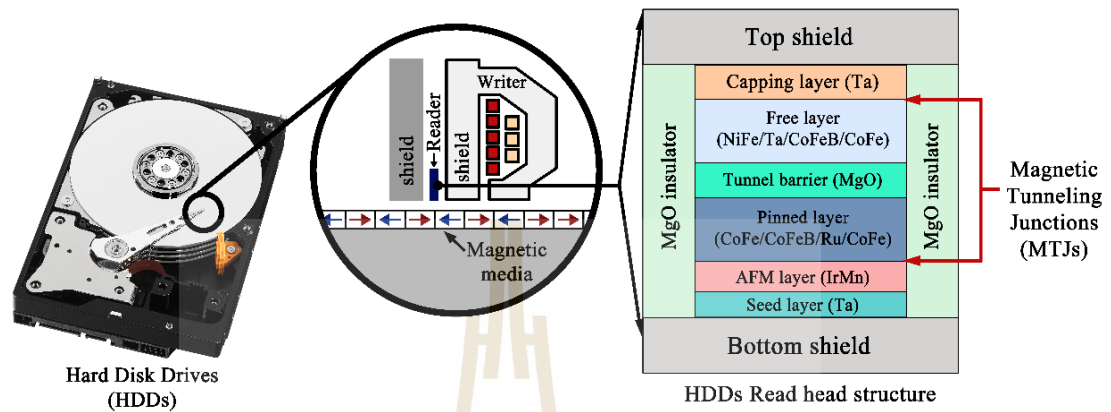 Hard Disk Drives
(HDDs)
shield
Reader
shield
Writer
Magnetic
media
Top shield
MgO insulator
Capping layer (Ta)
Free layer
(NiFe/Ta/CoFeB/CoFe)
Tunnel barrier (MgO)
Pinned layer
(CoFe/CoFeB/Ru/CoFe)
AFM layer (IrMn)
Seed layer (Ta)
MgO insulator
Bottom shield
HDDs Read head structure
Magnetic
Tunneling
Junctions
(MTJs)